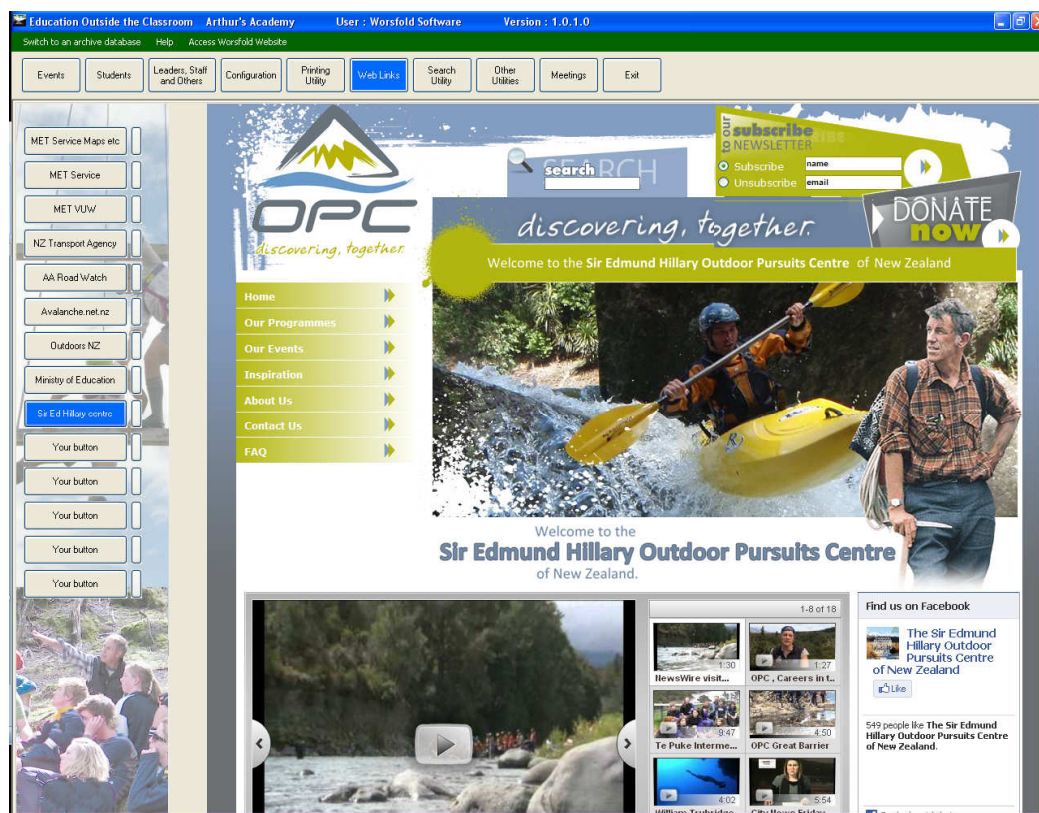 Education Outside the Classroom Arthur's Academy User : Worsfold Software Version : 1.0.1.0
Switch to an archive database Help Access Worsfold Website
Events
Students
Leaders, Staff
and Others
Configuration
Printing
Utility
Web Links
Search
Utility
Other
Utilities
Meetings
Exit
MET Service Maps etc
MET Service
MET VUW
NZ Transport Agency
AA Road Watch
Avalanche.net.nz
Outdoors NZ
Ministry of Education
Sir Ed Hillary centre
Your button
Your button
Your button
Your button
Your button
OPC
discovering, together.
SEARCH
search
to our
subscribe
NEWSLETTER
Subscribe
name
Unsubscribe
email
DONATE
now
discovering, together.
Welcome to the Sir Edmund Hillary Outdoor Pursuits Centre of New Zealand
Home
Our Programmes
Our Events
Inspiration
About Us
Contact Us
FAQ
Welcome to the
Sir Edmund Hillary Outdoor Pursuits Centre
of New Zealand.
1-8 of 18
1:30
NewsWire visit...
1:27
OPC , Careers in t..
9:47
Te Puke Interme...
4:50
OPC Great Barrier
4:02
William Trubridge
5:54
City News Friday
Find us on Facebook
The Sir Edmund
Hillary Outdoor
Pursuits Centre
of New Zealand
Like
549 people like The Sir Edmund
Hillary Outdoor Pursuits Centre
of New Zealand.